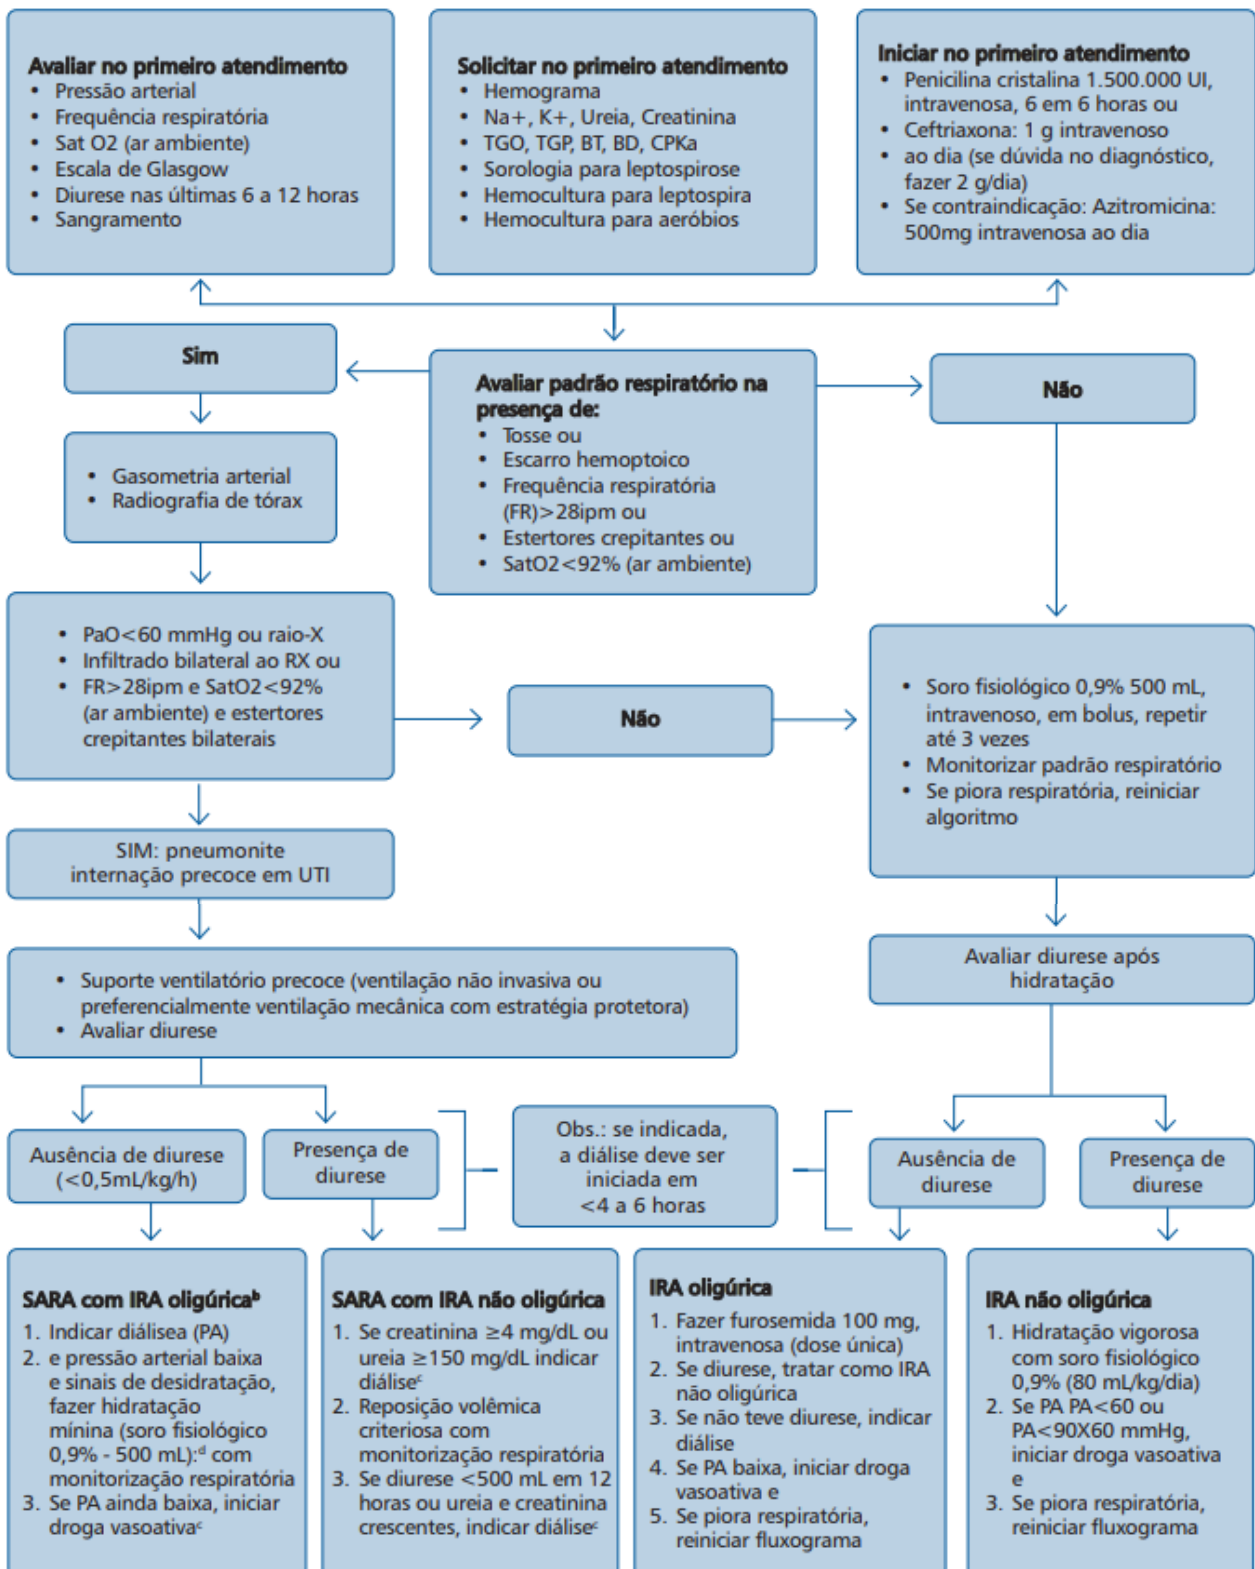 Avaliar no primeiro atendimento
• Pressão arterial
• Frequência respiratória
• Sat O2 (ar ambiente)
• Escala de Glasgow
• Diurese nas últimas 6 a 12 horas
• Sangramento
Solicitar no primeiro atendimento
• Hemograma
• Na+, K+, Ureia, Creatinina
• TGO, TGP, BT, BD, CPKa
• Sorologia para leptospirose
• Hemocultura para leptospira
• Hemocultura para aeróbios
Iniciar no primeiro atendimento
• Penicilina cristalina 1.500.000 UI,
intravenosa, 6 em 6 horas ou
• Ceftriaxona: 1 g intravenoso
• ao dia (se dúvida no diagnóstico,
fazer 2 g/dia)
• Se contraindicação: Azitromicina:
500mg intravenosa ao dia
Sim
Avaliar padrão respiratório na
presença de:
• Tosse ou
• Escarro hemoptoico
• Frequência respiratória
(FR)>28ipm ou
• Estertores crepitantes ou
• SatO2<92% (ar ambiente)
Não
• Gasometria arterial
• Radiografia de tórax
• PaO<60 mmHg ou raio-X
• Infiltrado bilateral ao RX ou
• FR>28ipm e SatO2<92%
(ar ambiente) e estertores
crepitantes bilaterais
Não
• Soro fisiológico 0,9% 500 mL,
intravenoso, em bolus, repetir
até 3 vezes
• Monitorizar padrão respiratório
• Se piora respiratória, reiniciar
algoritmo
SIM: pneumonite
internação precoce em UTI
• Suporte ventilatório precoce (ventilação não invasiva ou
preferencialmente ventilação mecânica com estratégia protetora)
• Avaliar diurese
Avaliar diurese após
hidratação
Ausência de diurese
(<0,5mL/kg/h)
Presença de
diurese
Obs.: se indicada,
a diálise deve ser
iniciada em
<4 a 6 horas
Ausência de
diurese
Presença de
diurese
SARA com IRA oligúricaᵇ
1. Indicar diálisea (PA)
2. e pressão arterial baixa
e sinais de desidratação,
fazer hidratação
mínina (soro fisiológico
0,9% - 500 mL):ᵈ com
monitorização respiratória
3. Se PA ainda baixa, iniciar
droga vasoativaᶜ
SARA com IRA não oligúrica
1. Se creatinina ≥4 mg/dL ou
ureia ≥150 mg/dL indicar
diáliseᶜ
2. Reposição volêmica
criteriosa com
monitorização respiratória
3. Se diurese <500 mL em 12
horas ou ureia e creatinina
crescentes, indicar diáliseᶜ
IRA oligúrica
1. Fazer furosemida 100 mg,
intravenosa (dose única)
2. Se diurese, tratar como IRA
não oligúrica
3. Se não teve diurese, indicar
diálise
4. Se PA baixa, iniciar droga
vasoativa e
5. Se piora respiratória,
reiniciar fluxograma
IRA não oligúrica
1. Hidratação vigorosa
com soro fisiológico
0,9% (80 mL/kg/dia)
2. Se PA PA<60 ou
PA<90X60 mmHg,
iniciar droga vasoativa
e
3. Se piora respiratória,
reiniciar fluxograma